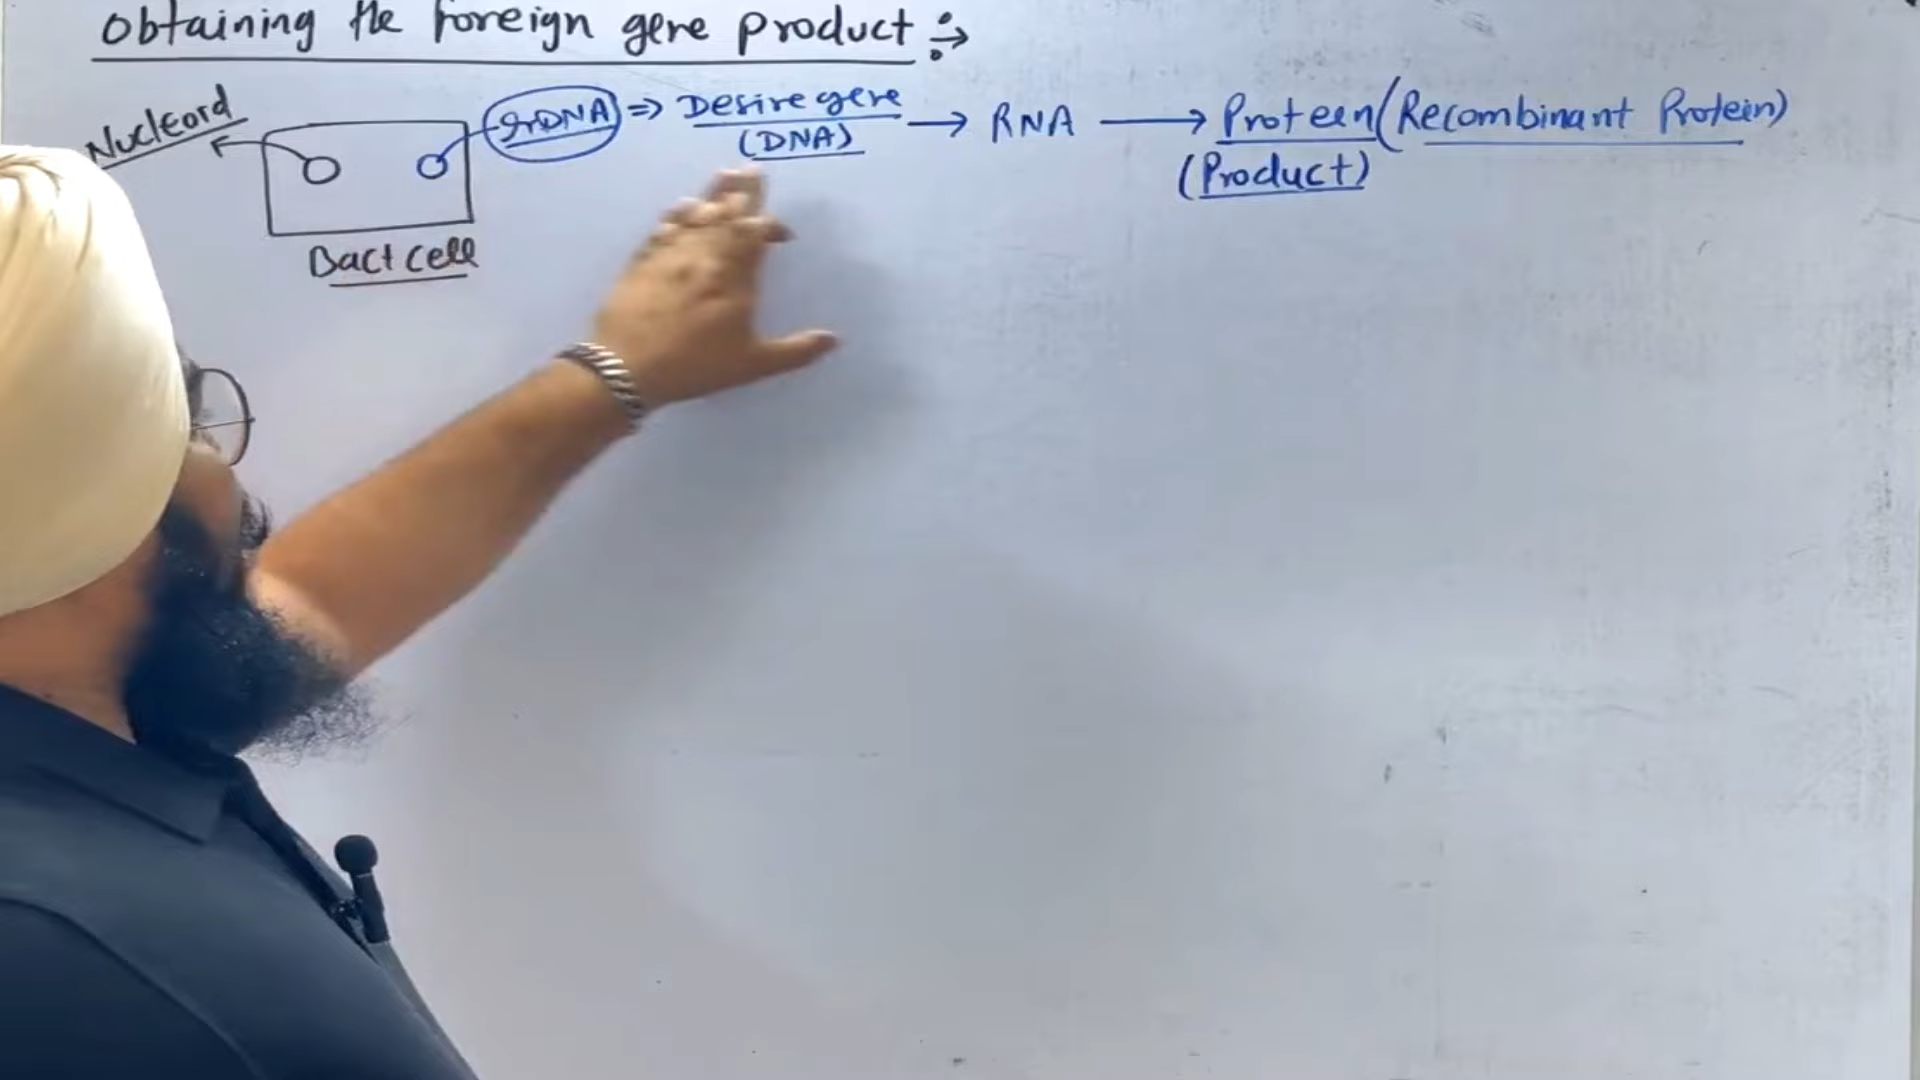 Obtaining the foreign gene product :→
Nucleoid
rDNA ⇒ Desire gene → RNA → Protein (Recombinant Protein)
(DNA)
(Product)
Bact cell